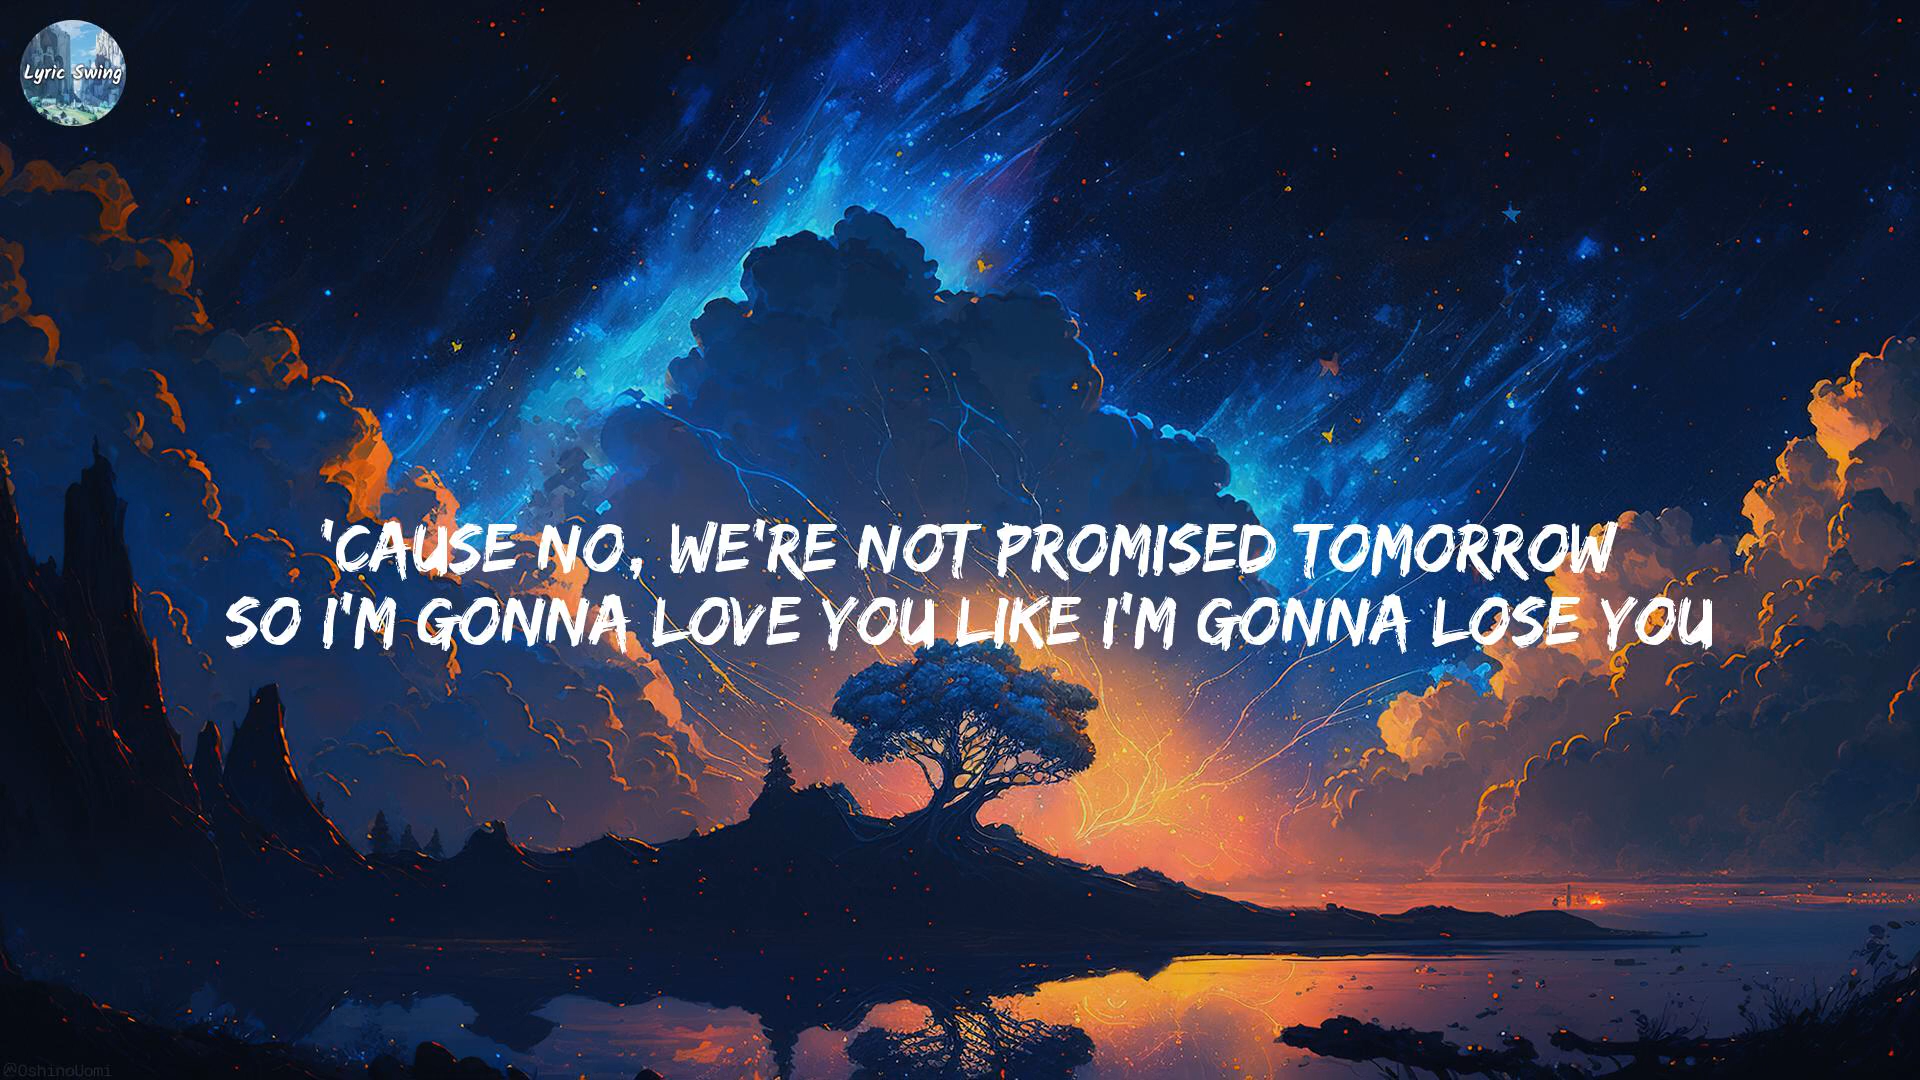 Lyric Swing
'CAUSE NO, WE'RE NOT PROMISED TOMORROW
SO I'M GONNA LOVE YOU LIKE I'M GONNA LOSE YOU
@OshinoUomi